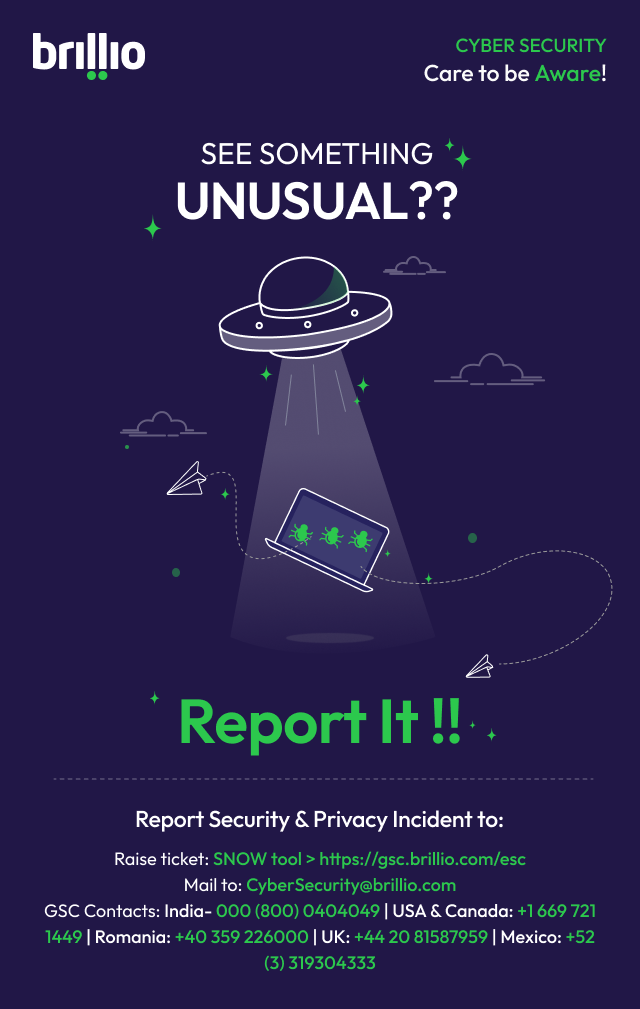 brillio
CYBER SECURITY
Care to be Aware!
SEE SOMETHING
UNUSUAL??
Report It !!
Report Security & Privacy Incident to:
Raise ticket: SNOW tool > https://gsc.brillio.com/esc
Mail to: CyberSecurity@brillio.com
GSC Contacts: India- 000 (800) 0404049 | USA & Canada: +1 669 721
1449 | Romania: +40 359 226000 | UK: +44 20 81587959 | Mexico: +52
(3) 319304333